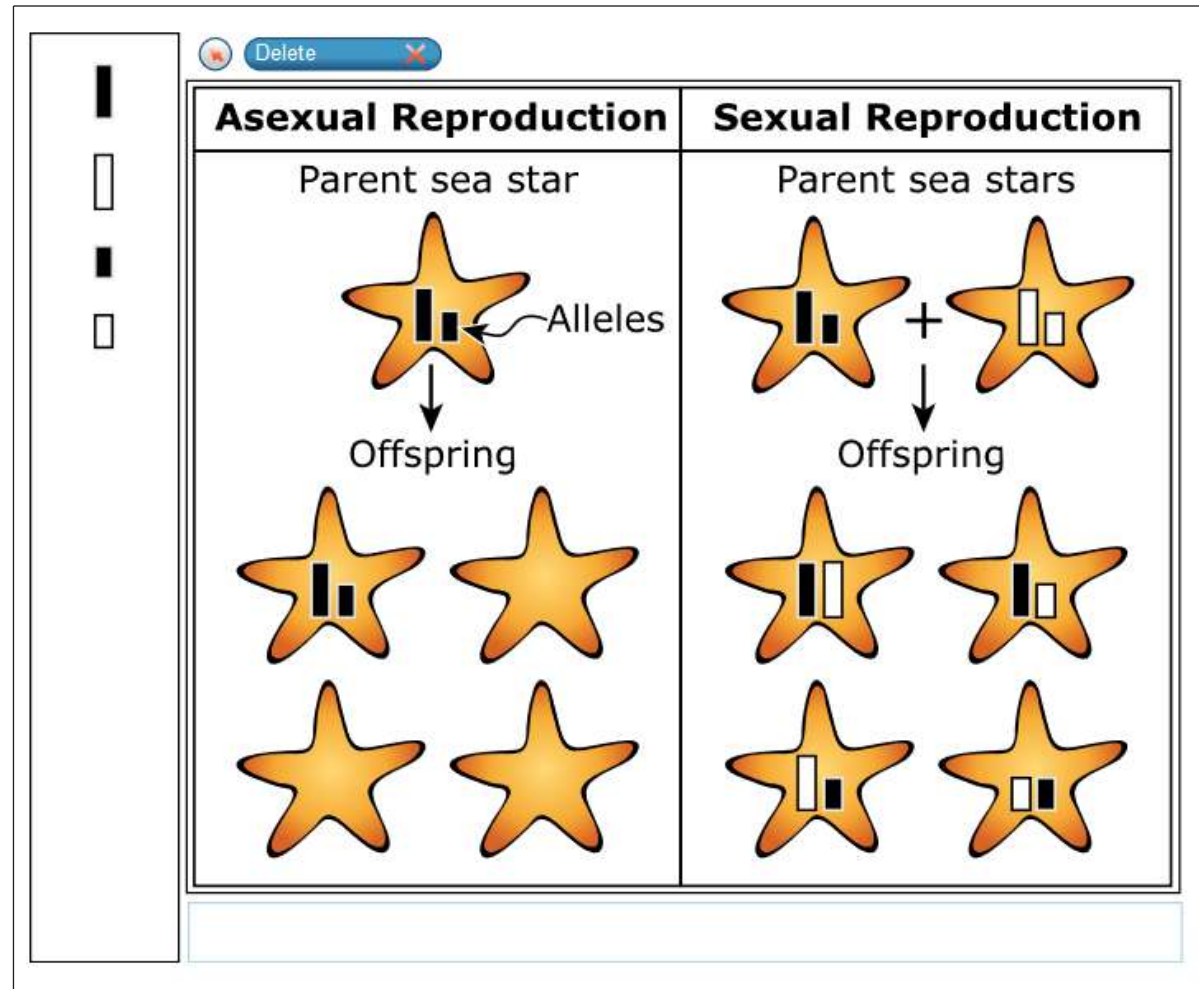 Delete
Asexual Reproduction
Sexual Reproduction
Parent sea star
Parent sea stars
Alleles
+
Offspring
Offspring